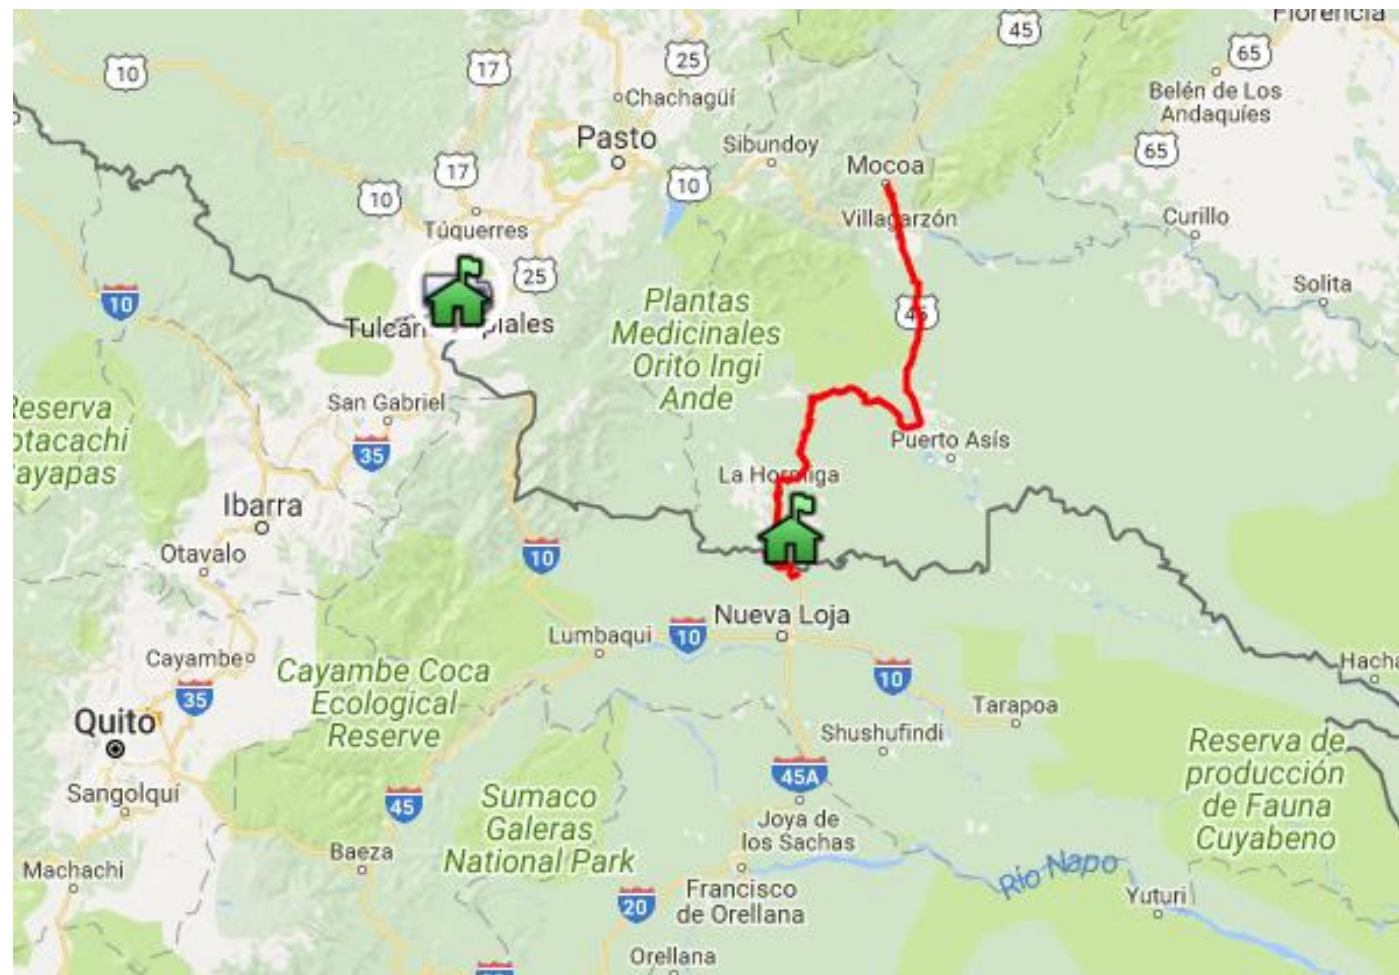 Florencia
45
10
17
25
65
Chachagüí
Belén de Los
Andaquíes
Pasto
Sibundoy
65
Mocoa
17
10
10
Túquerres
Villagarzón
Curillo
25
Solita
10
Plantas
Medicinales
Orito Ingi
Ande
45
Tulcán
piales
San Gabriel
Reserva
otacachi
ayapas
35
Puerto Asís
La Hormiga
Ibarra
Otavalo
10
Nueva Loja
Lumbaqui
10
Cayambe
Cayambe Coca
Ecological
Reserve
10
Hacha
35
Quito
Tarapoa
Shushufindi
Reserva de
producción
de Fauna
Cuyabeno
45A
Sangolquí
45
Sumaco
Galeras
National Park
Joya de
los Sachas
Baeza
Machachi
Francisco
de Orellana
Río Napo
Yuturi
20
Orellana